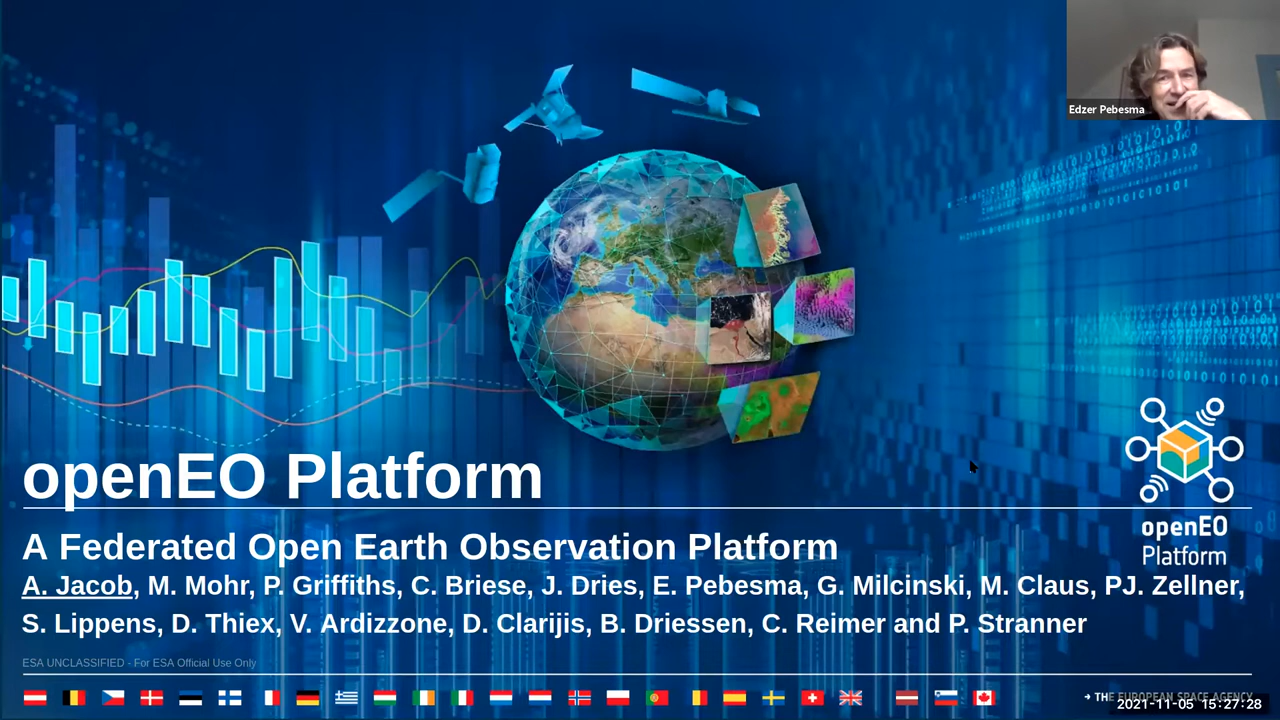 Edzer Pebesma
openEO Platform
openEO
Platform
A Federated Open Earth Observation Platform
A. Jacob, M. Mohr, P. Griffiths, C. Briese, J. Dries, E. Pebesma, G. Milcinski, M. Claus, PJ. Zellner,
S. Lippens, D. Thiex, V. Ardizzone, D. Clarijis, B. Driessen, C. Reimer and P. Stranner
ESA UNCLASSIFIED - For ESA Official Use Only
→ THE EUROPEAN SPACE AGENCY
2021-11-05 15:27:28